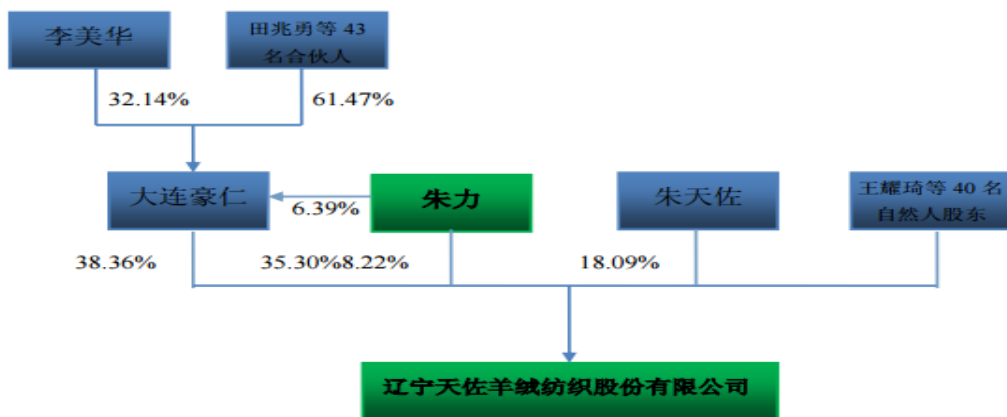 李美华
田兆勇等 43
名合伙人
32.14%
61.47%
大连豪仁
6.39%
朱力
朱天佐
王耀琦等 40 名
自然人股东
38.36%
35.30%8.22%
18.09%
辽宁天佐羊绒纺织股份有限公司